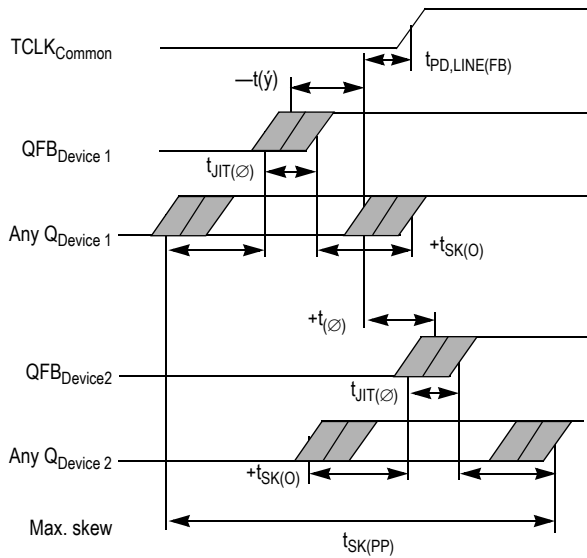 TCLKCommon
tPD,LINE(FB)
—t(ý)
QFBDevice 1
tJIT(∅)
Any QDevice 1
+tSK(O)
+t(∅)
QFBDevice2
tJIT(∅)
Any QDevice 2
+tSK(O)
Max. skew
tSK(PP)